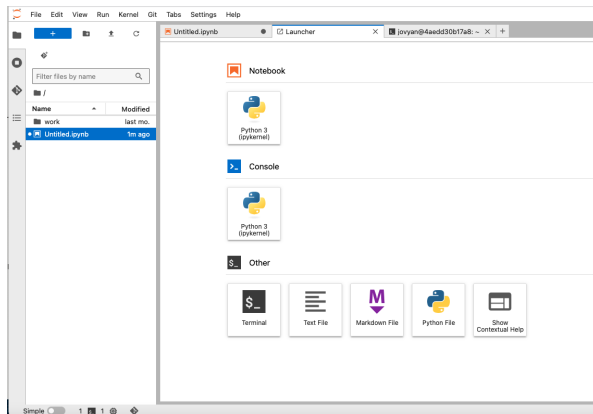 File Edit View Run Kernel Git Tabs Settings Help
Untitled.ipynb
Launcher
jovyan@4aedd30b17a8: ~
Filter files by name
/
Name Modified
work last mo.
Untitled.ipynb 1m ago
Notebook
Python 3
(ipykernel)
Console
Python 3
(ipykernel)
$_ Other
$_
M
Terminal
Text File
Markdown File
Python File
Show
Contextual Help
Simple 1 1